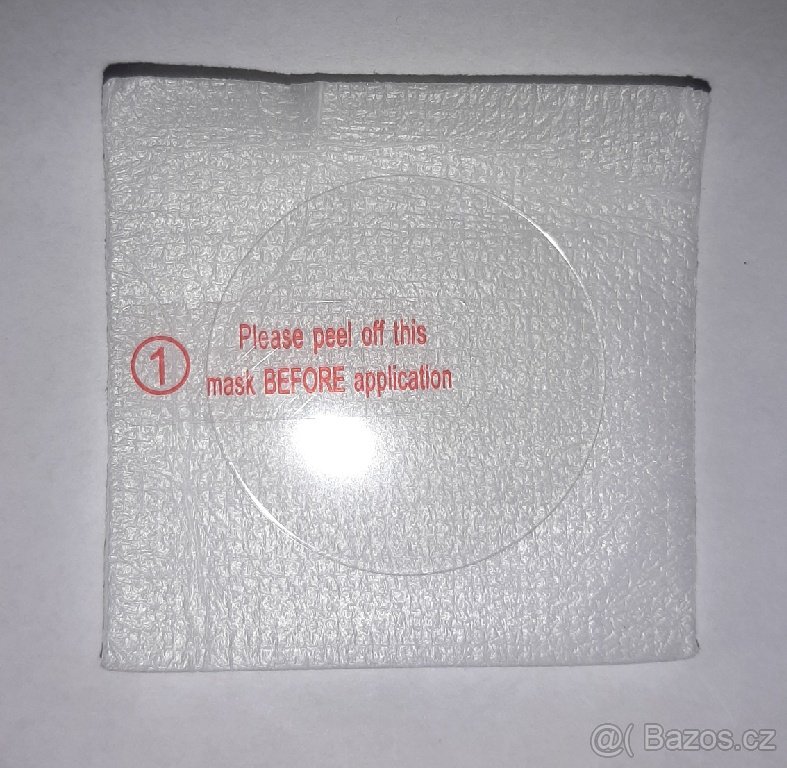 1
Please peel off this
mask BEFORE application
@( Bazos.cz